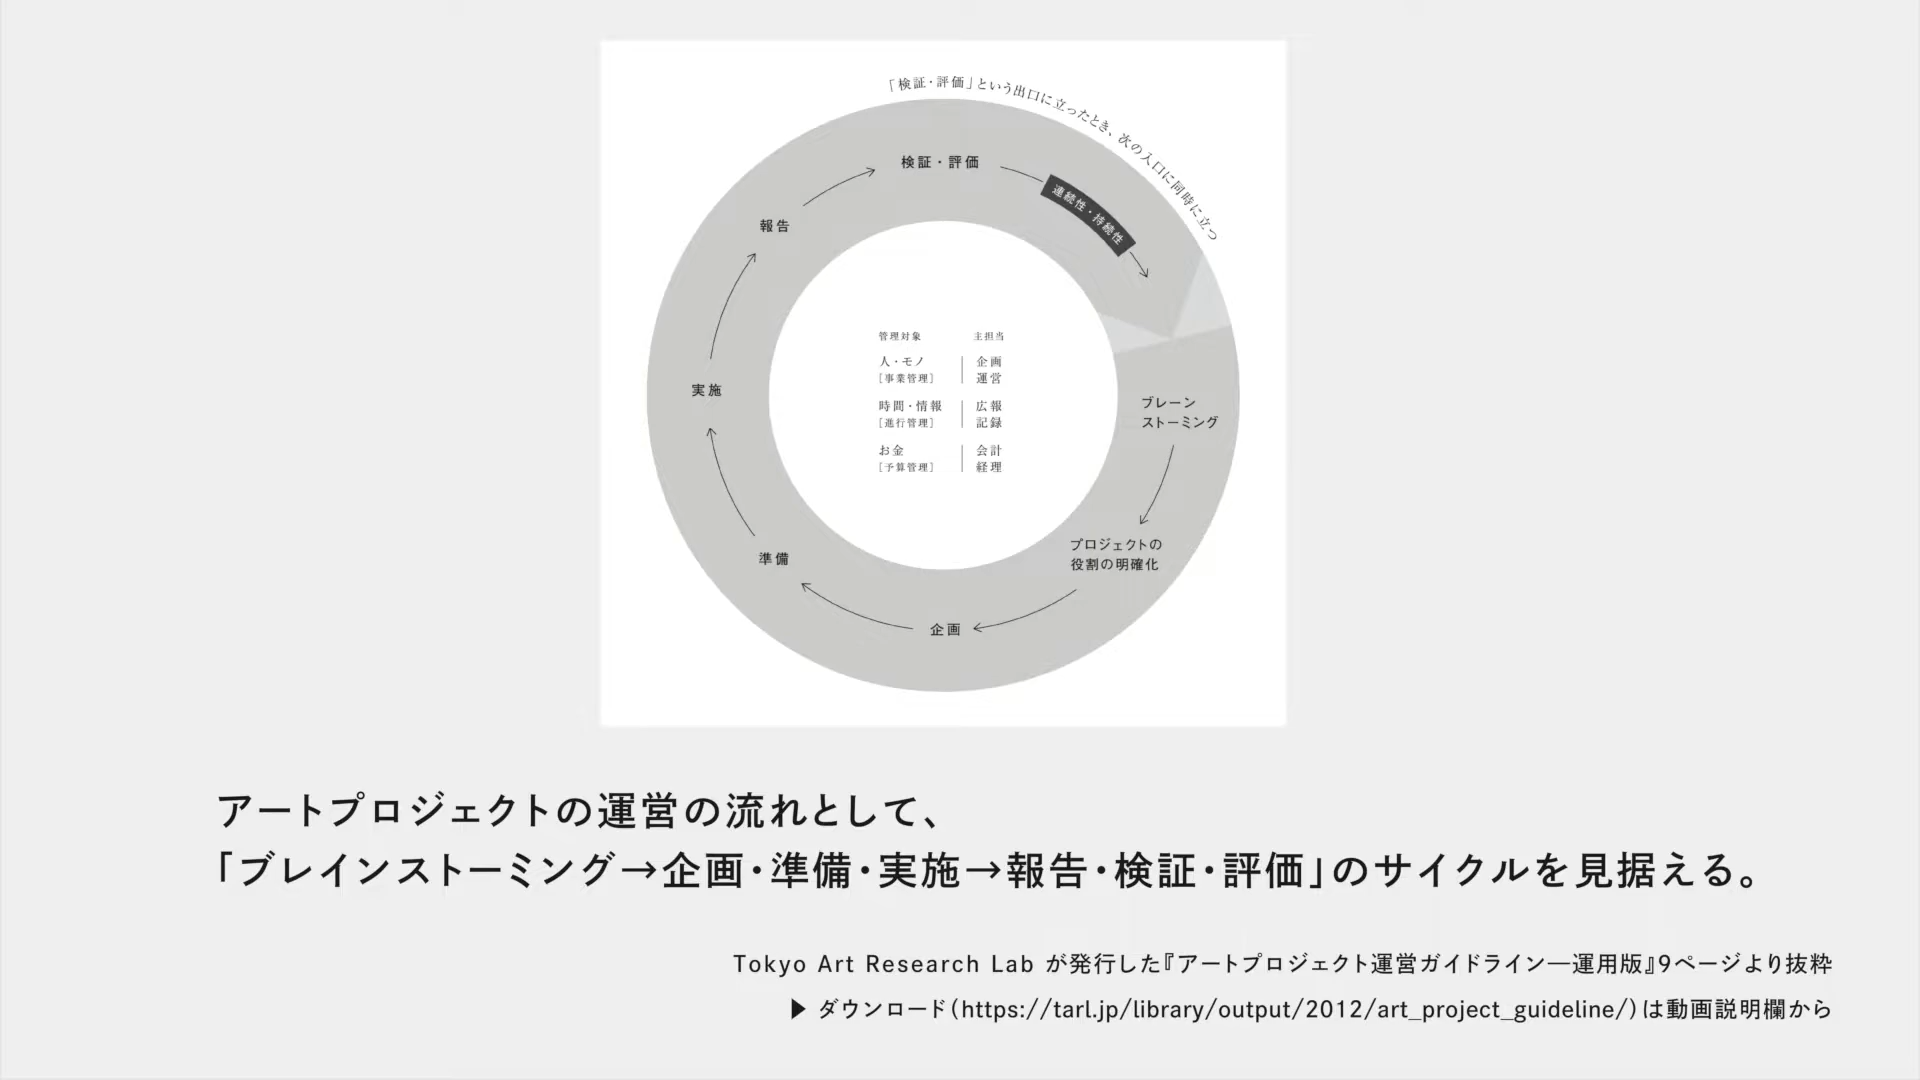 「検証・評価」という出口に立ったとき、次の入口に同時に立つ
検証・評価
連続性・持続性
報告
実施
準備
企画
プロジェクトの
役割の明確化
ブレーン
ストーミング
管理対象 主担当
人・モノ 企画
[事業管理] 運営
時間・情報 広報
[進行管理] 記録
お金 会計
[予算管理] 経理
アートプロジェクトの運営の流れとして、
「ブレインストーミング→企画・準備・実施→報告・検証・評価」のサイクルを見据える。
Tokyo Art Research Lab が発行した『アートプロジェクト運営ガイドライン―運用版』9ページより抜粋
▶ ダウンロード（https://tarl.jp/library/output/2012/art_project_guideline/）は動画説明欄から